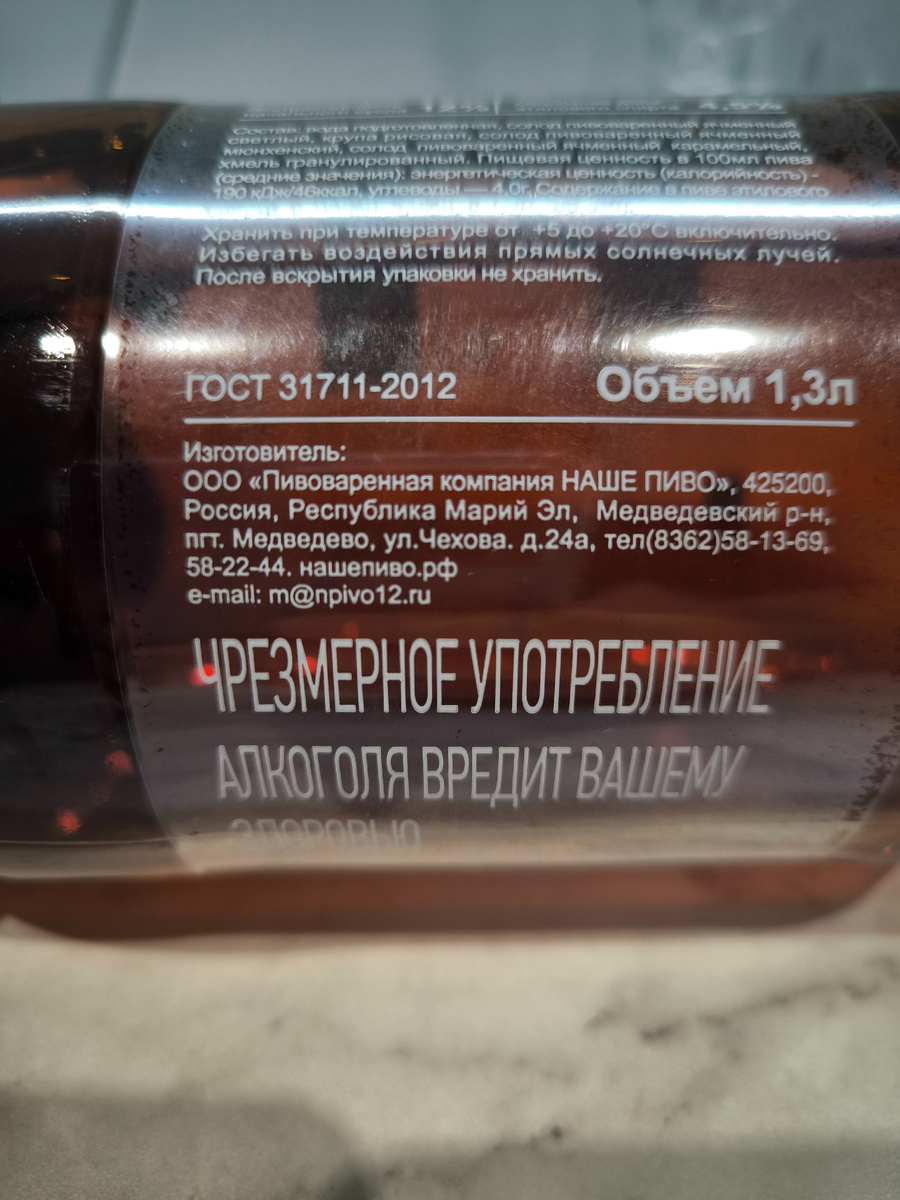 Состав: вода подготовленная, солод пивоваренный ячменный
светлый, крупа рисовая, солод пивоваренный ячменный
мюнхенский, солод пивоваренный ячменный карамельный,
хмель гранулированный. Пищевая ценность в 100мл пива
(средние значения): энергетическая ценность (калорийность) -
190 кДж/46ккал, углеводы — 4,0г. Содержание в пиве этилового
Хранить при температуре от +5 до +20°С включительно.
Избегать воздействия прямых солнечных лучей.
После вскрытия упаковки не хранить.
ГОСТ 31711-2012 Объем 1,3л
Изготовитель:
ООО «Пивоваренная компания НАШЕ ПИВО», 425200,
Россия, Республика Марий Эл, Медведевский р-н,
пгт. Медведево, ул.Чехова. д.24а, тел(8362)58-13-69,
58-22-44. нашепиво.рф
e-mail: m@npivo12.ru
ЧРЕЗМЕРНОЕ УПОТРЕБЛЕНИЕ
АЛКОГОЛЯ ВРЕДИТ ВАШЕМУ
ЗДОРОВЬЮ